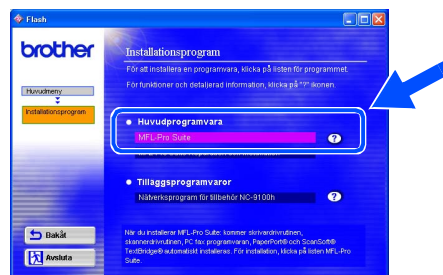 Flash
brother
Installationsprogram
För att installera en programvara, klicka på listen för programmet.
För funktioner och detaljerad information, klicka på "?" ikonen.
Huvudmeny
Installationsprogram
Huvudprogramvara
MFL-Pro Suite
?
Tilläggsprogramvaror
Nätverksprogram för tillbehör NC-9100h
?
Bakåt
Avsluta
När du installerar MFL-Pro Suite: kommer skrivardrivrutinen,
skannerdrivrutinen, PC fax programvaran, PaperPort® och ScanSoft®
TextBridge® automatiskt installeras. För installation, klicka på listen MFL-Pro
Suite.